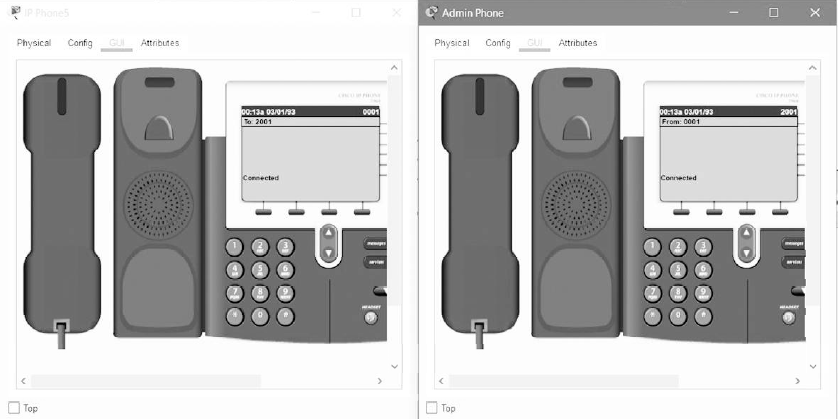 IP Phone5
Physical Config GUI Attributes
CISCO IP PHONE
00:13a 03/01/93 0001
To: 2001
Connected
1 2 3
4 5 6
7 8 9
* 0 #
messages
services
HEADSET
Top
Admin Phone
Physical Config GUI Attributes
CISCO IP PHONE
00:13a 03/01/93 2001
From: 0001
Connected
1 2 3
4 5 6
7 8 9
* 0 #
messages
services
HEADSET
Top